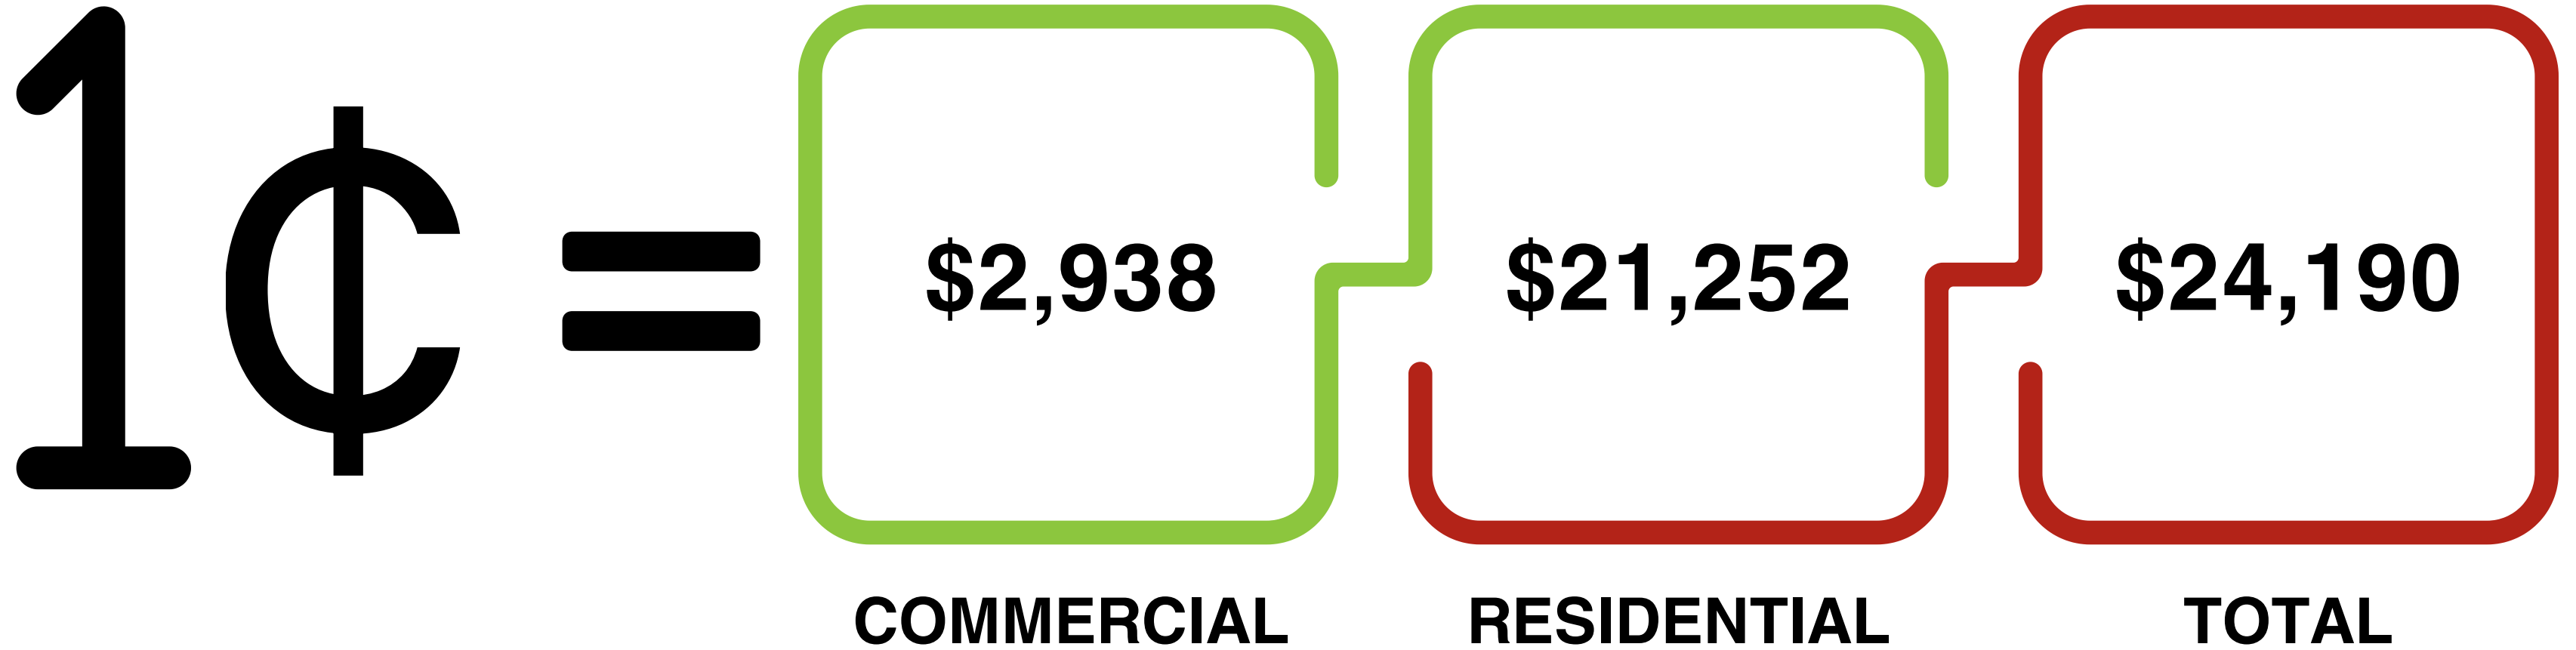 1¢ = $2,938 $21,252 $24,190
COMMERCIAL RESIDENTIAL TOTAL